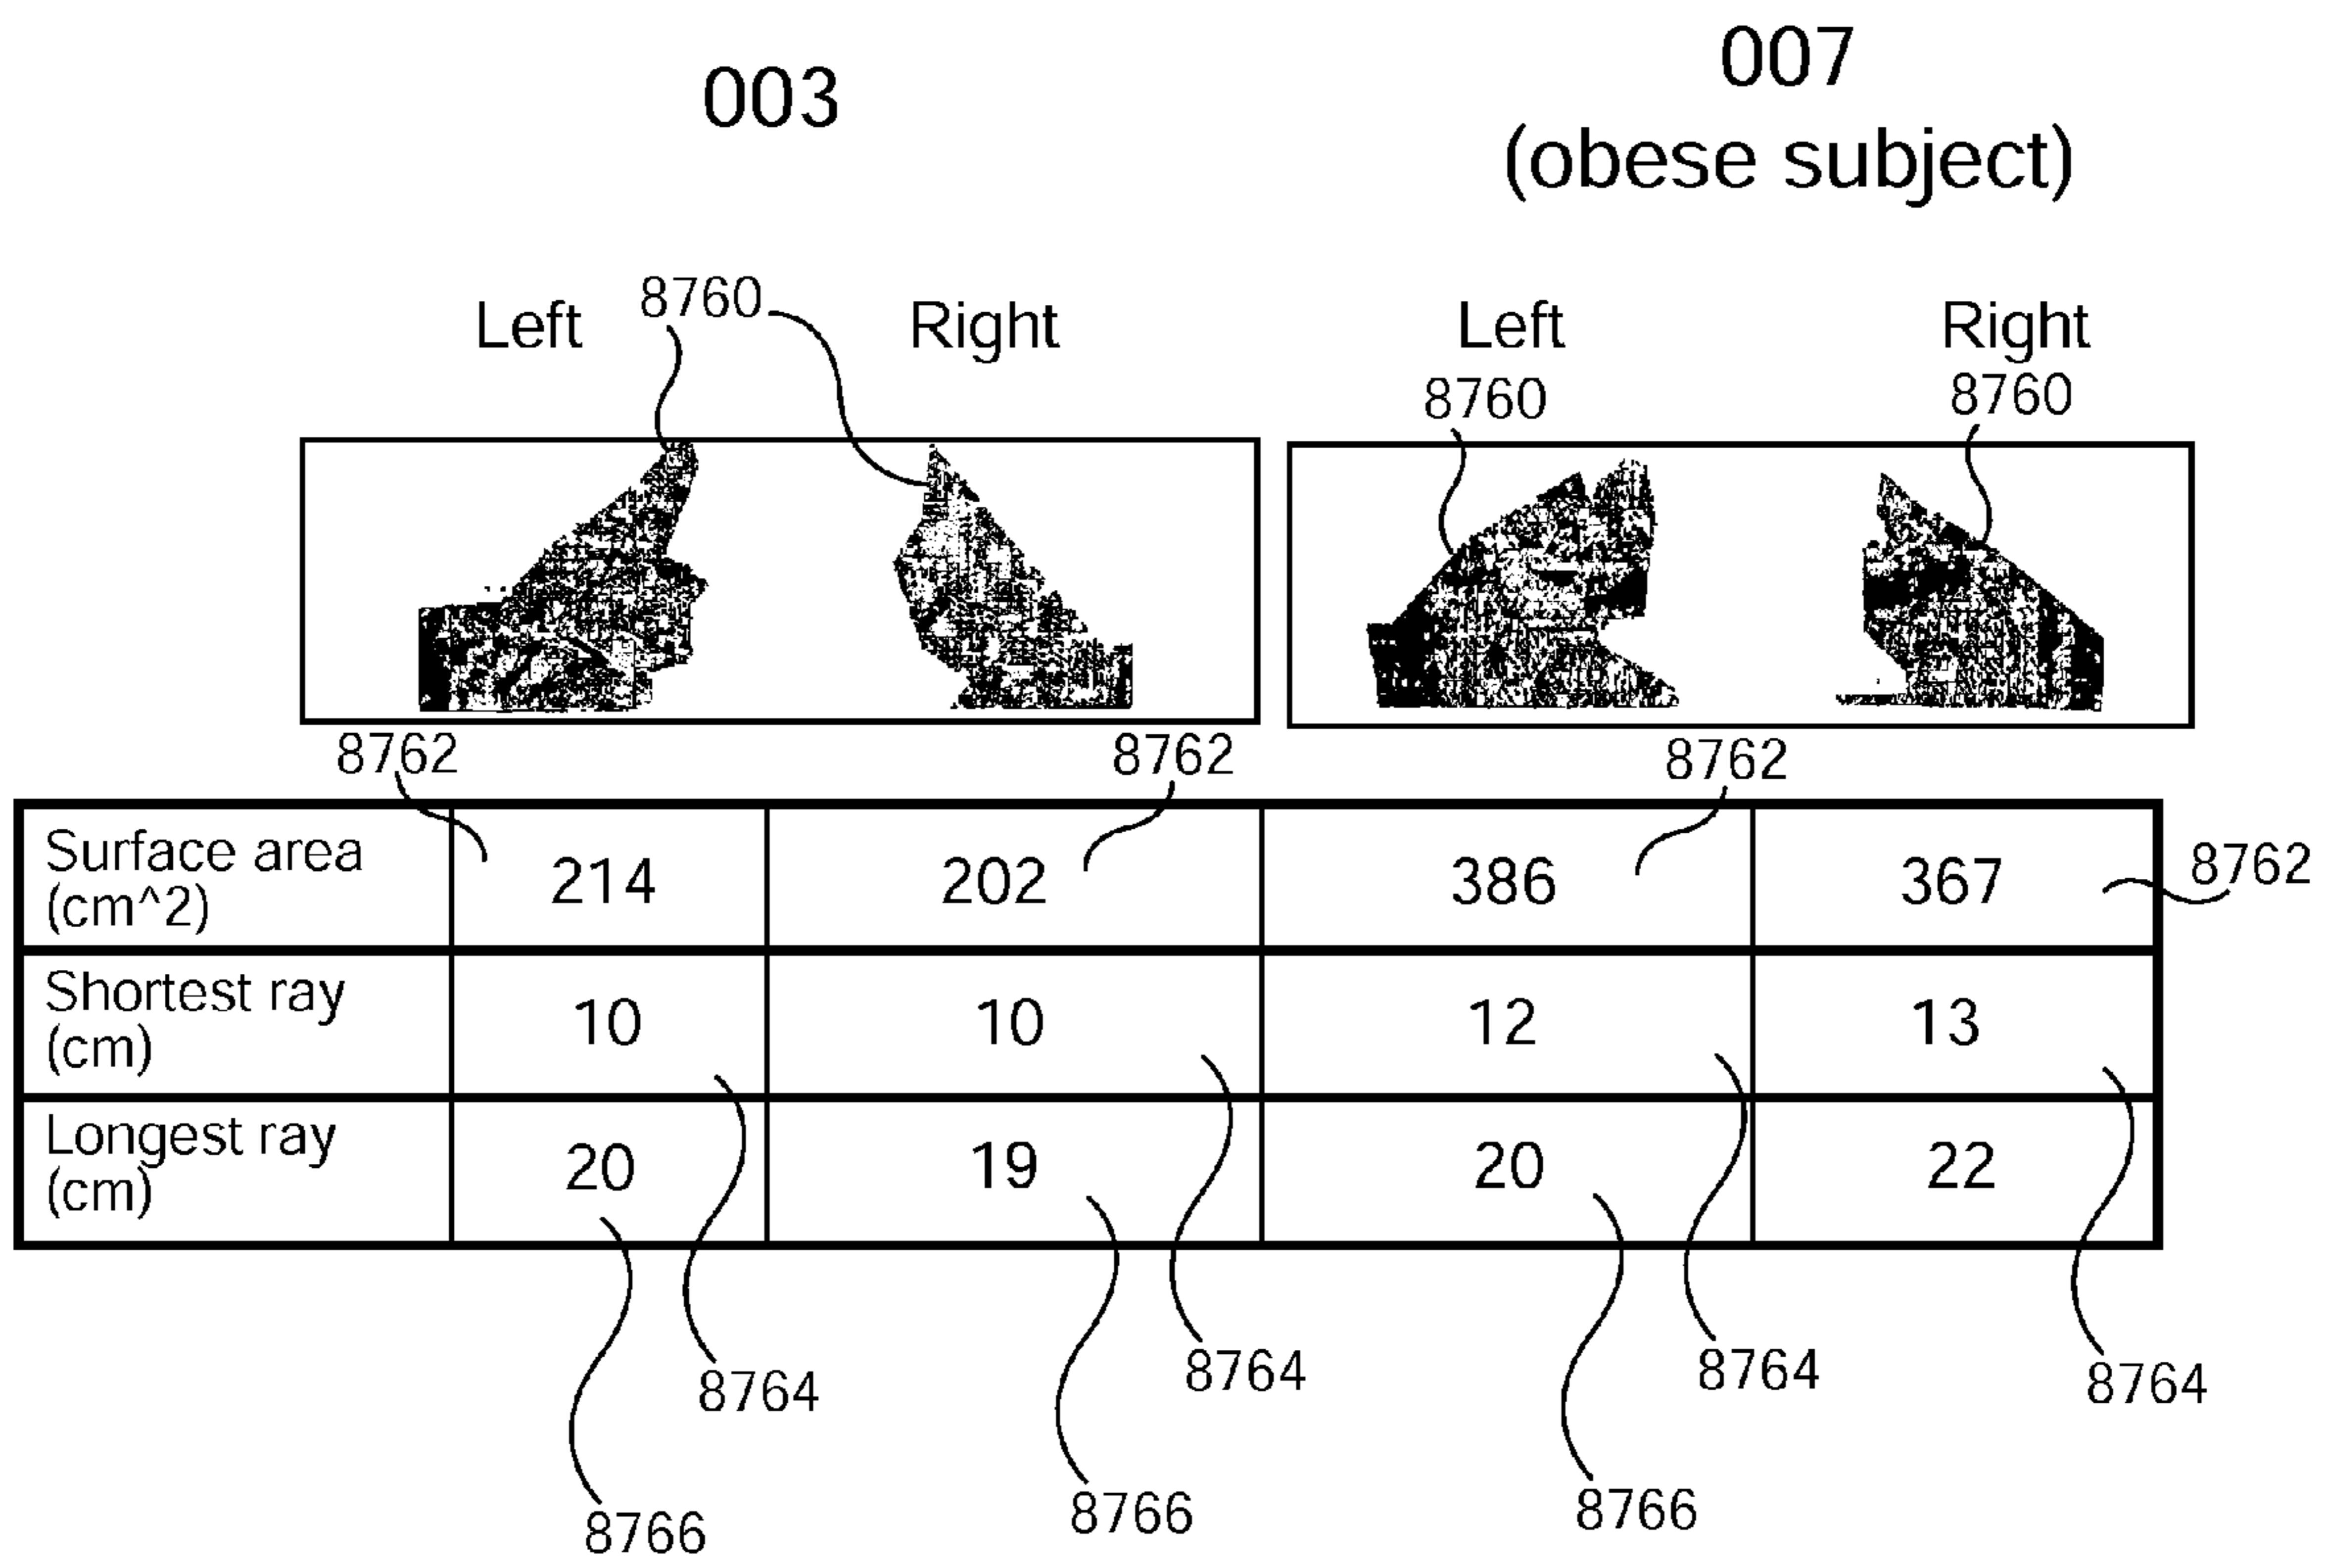 003
007
(obese subject)
Left
8760
Right
Left
Right
8760
8760
8762
8762
8762
Surface area
(cm^2)
214
202
386
367
8762
Shortest ray
(cm)
10
10
12
13
Longest ray
(cm)
20
19
20
22
8764
8764
8764
8764
8766
8766
8766